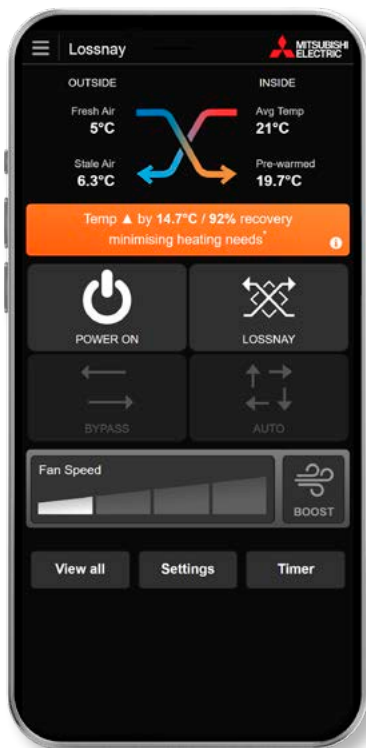 Lossnay
MITSUBISHI
ELECTRIC
OUTSIDE
INSIDE
Fresh Air
5°C
Avg Temp
21°C
Stale Air
6.3°C
Pre-warmed
19.7°C
Temp ▲ by 14.7°C / 92% recovery
minimising heating needs*
i
POWER ON
LOSSNAY
BYPASS
AUTO
Fan Speed
BOOST
View all
Settings
Timer